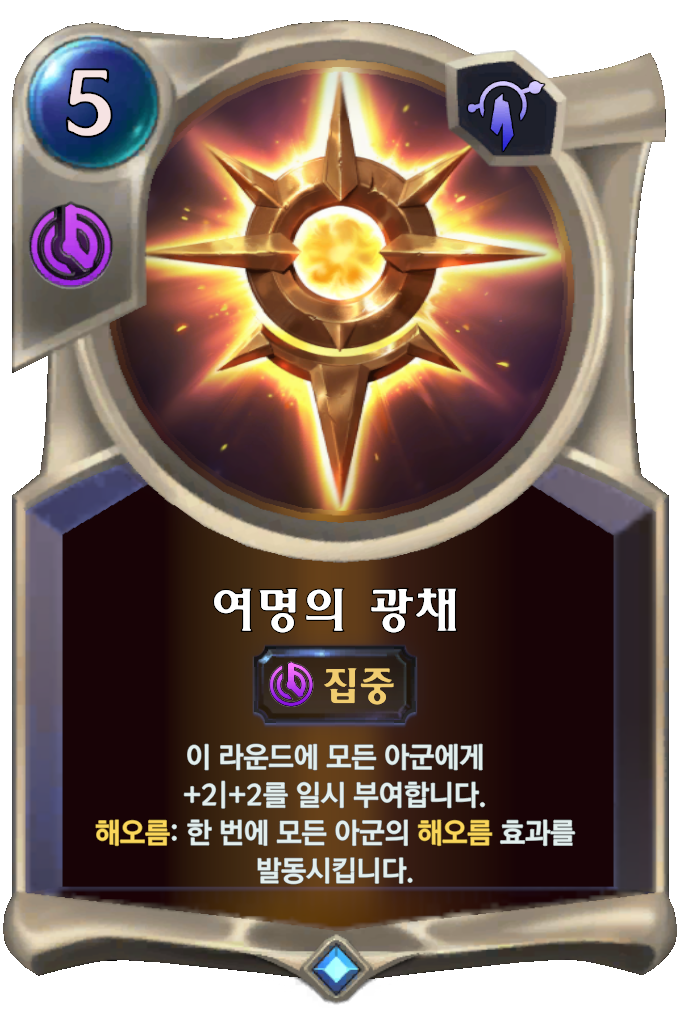 5
여명의 광채
집중
이 라운드에 모든 아군에게
+2|+2를 일시 부여합니다.
해오름: 한 번에 모든 아군의 해오름 효과를
발동시킵니다.